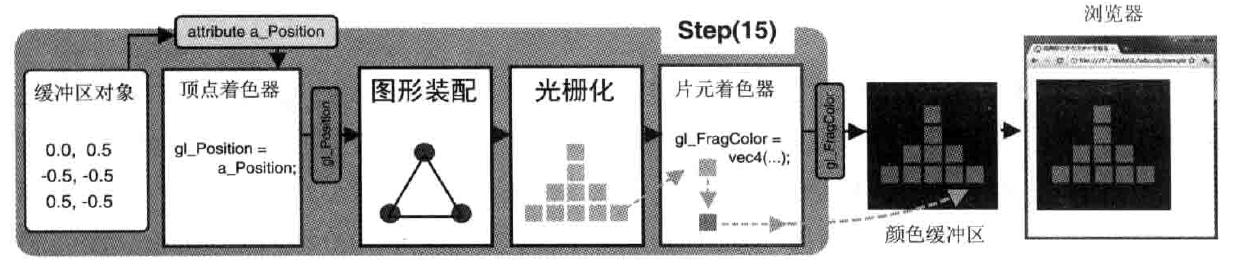 浏览器
attribute a_Position
Step(15)
缓冲区对象
0.0, 0.5
-0.5, -0.5
0.5, -0.5
顶点着色器
gl_Position =
a_Position;
gl_Position
图形装配
光栅化
片元着色器
gl_FragColor =
vec4(...);
gl_FragColor
颜色缓冲区